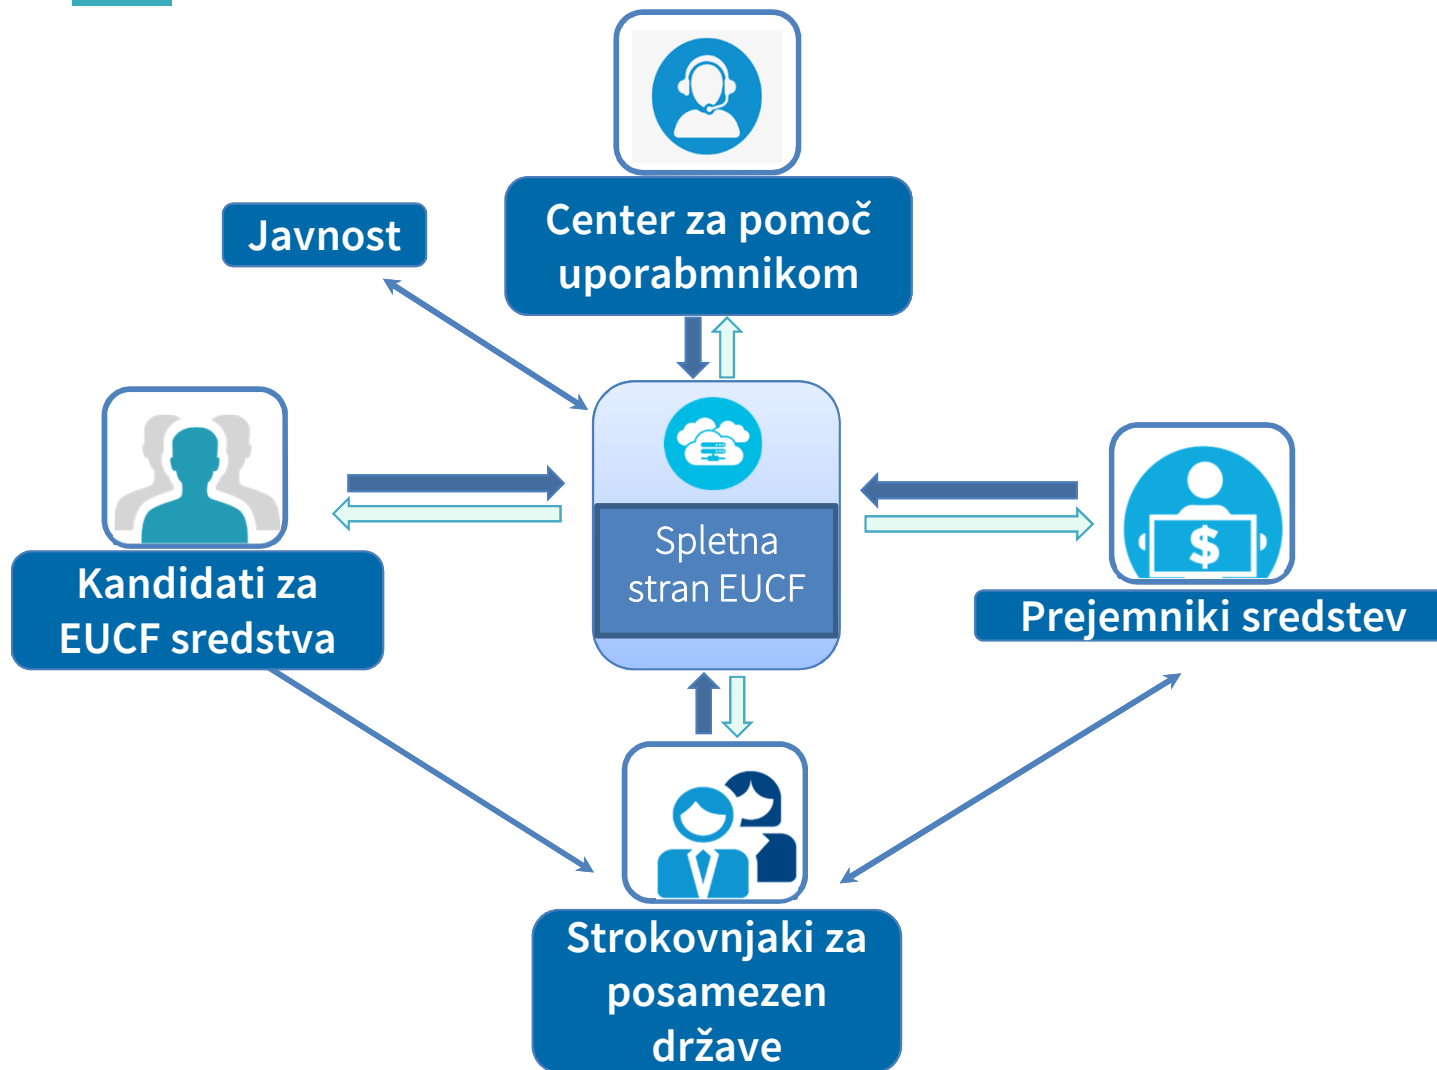 Center za pomoč
uporabmnikom
Javnost
Spletna
stran EUCF
Kandidati za
EUCF sredstva
$
Prejemniki sredstev
Strokovnjaki za
posamezen
države